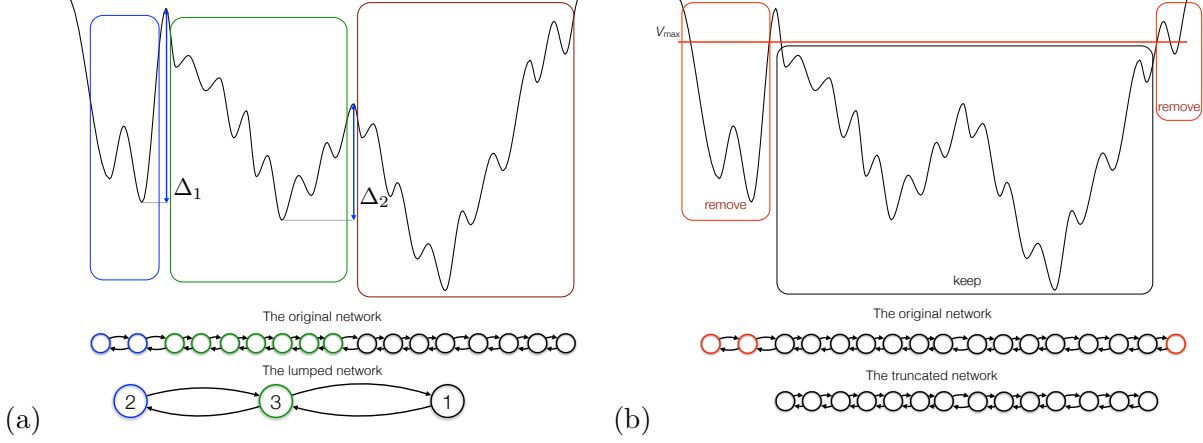 Δ1
Δ2
The original network
The lumped network
2
3
1
(a)
Vmax
remove
remove
keep
The original network
The truncated network
(b)